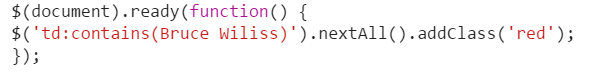 $(document).ready(function() {
$('td:contains(Bruce Wiliss)').nextAll().addClass('red');
});